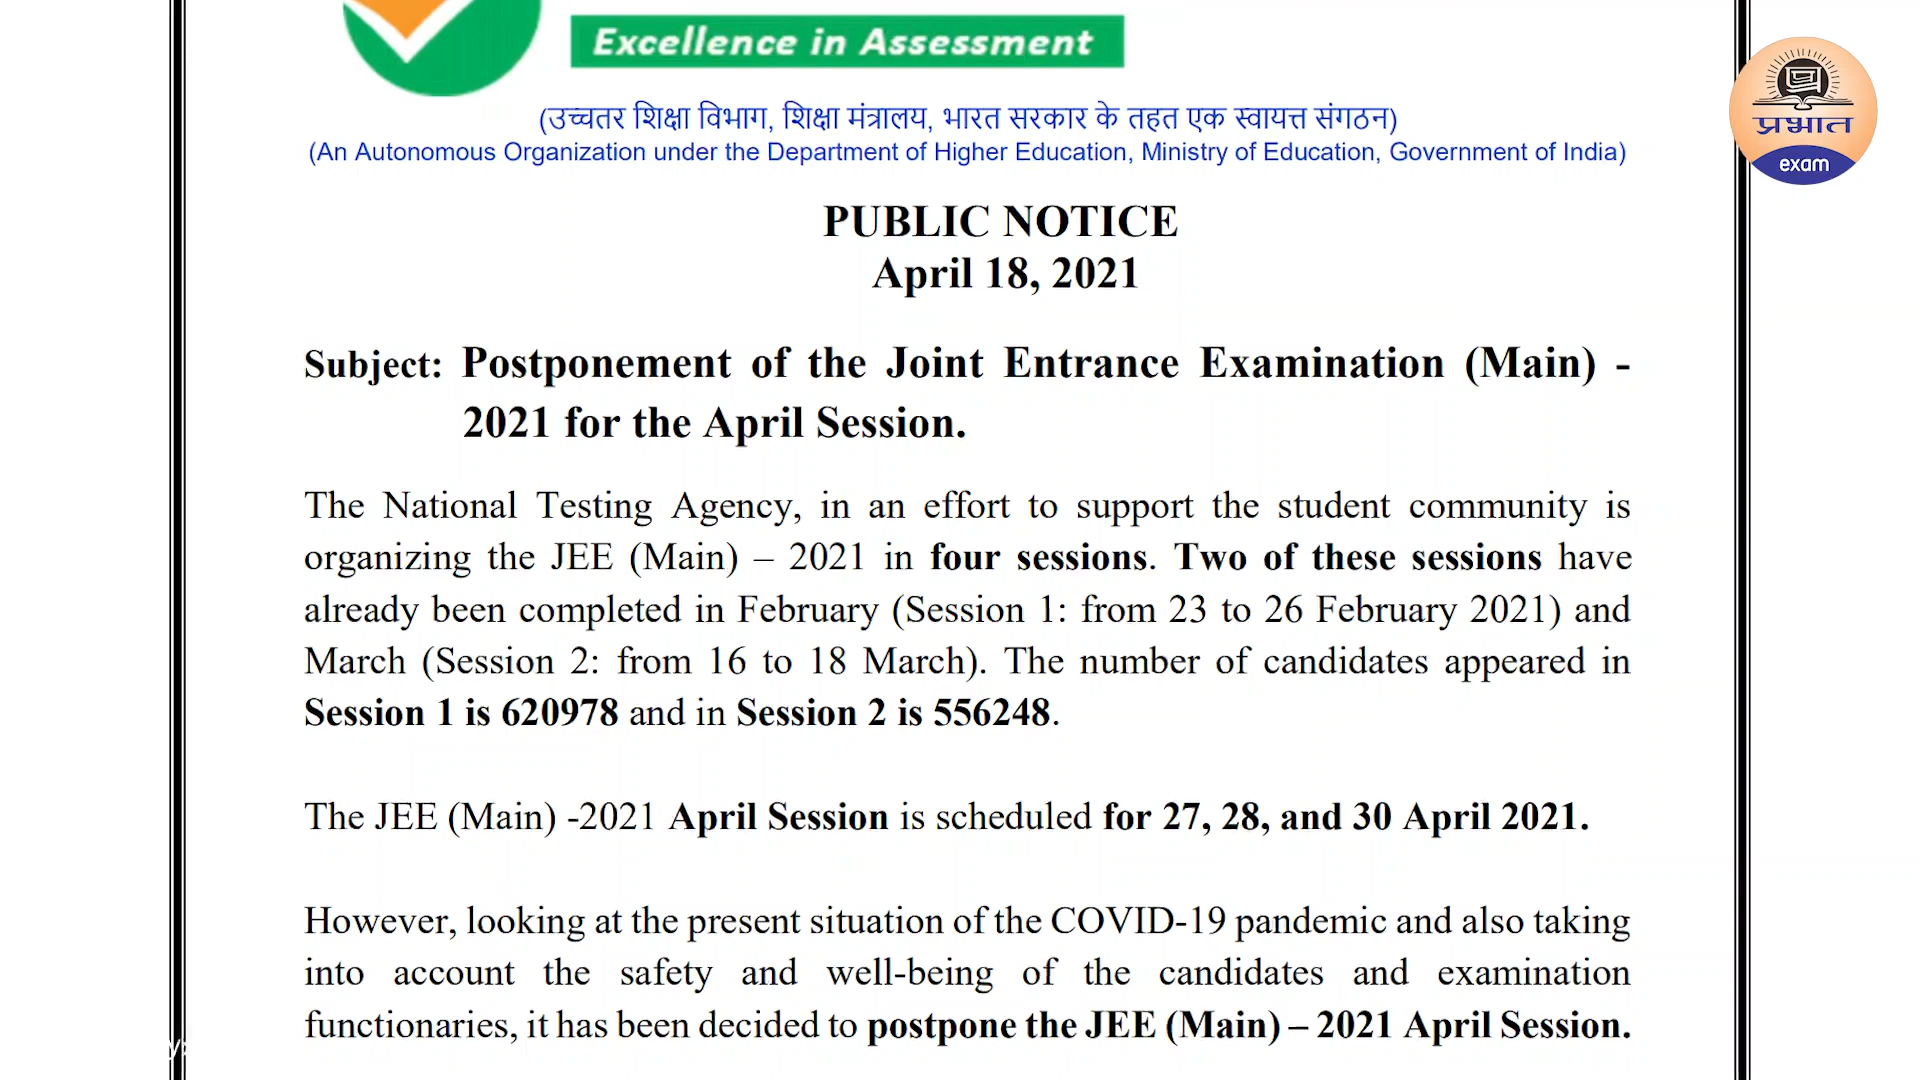 Excellence in Assessment
(उच्चतर शिक्षा विभाग, शिक्षा मंत्रालय, भारत सरकार के तहत एक स्वायत्त संगठन)
(An Autonomous Organization under the Department of Higher Education, Ministry of Education, Government of India)
प्रभात
exam
PUBLIC NOTICE
April 18, 2021
Subject: Postponement of the Joint Entrance Examination (Main) -
2021 for the April Session.
The National Testing Agency, in an effort to support the student community is
organizing the JEE (Main) – 2021 in four sessions. Two of these sessions have
already been completed in February (Session 1: from 23 to 26 February 2021) and
March (Session 2: from 16 to 18 March). The number of candidates appeared in
Session 1 is 620978 and in Session 2 is 556248.
The JEE (Main) -2021 April Session is scheduled for 27, 28, and 30 April 2021.
However, looking at the present situation of the COVID-19 pandemic and also taking
into account the safety and well-being of the candidates and examination
functionaries, it has been decided to postpone the JEE (Main) – 2021 April Session.